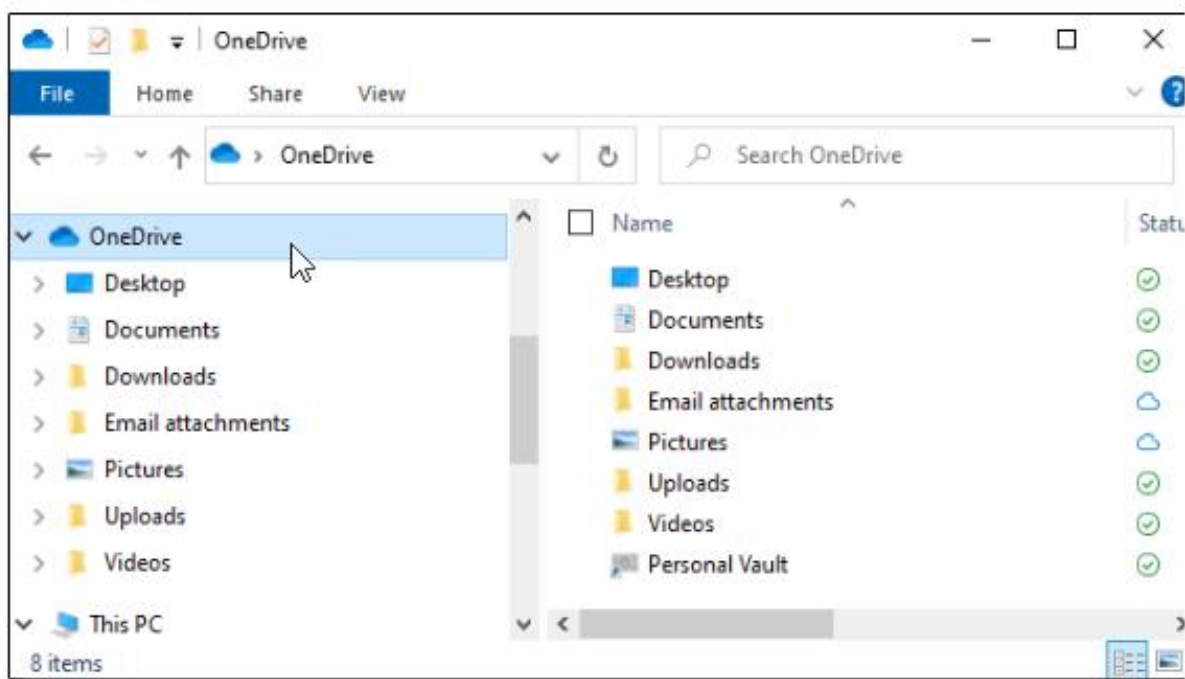 OneDrive
File Home Share View
OneDrive
Search OneDrive
OneDrive
Desktop
Documents
Downloads
Email attachments
Pictures
Uploads
Videos
This PC
Name Statu
Desktop
Documents
Downloads
Email attachments
Pictures
Uploads
Videos
Personal Vault
8 items